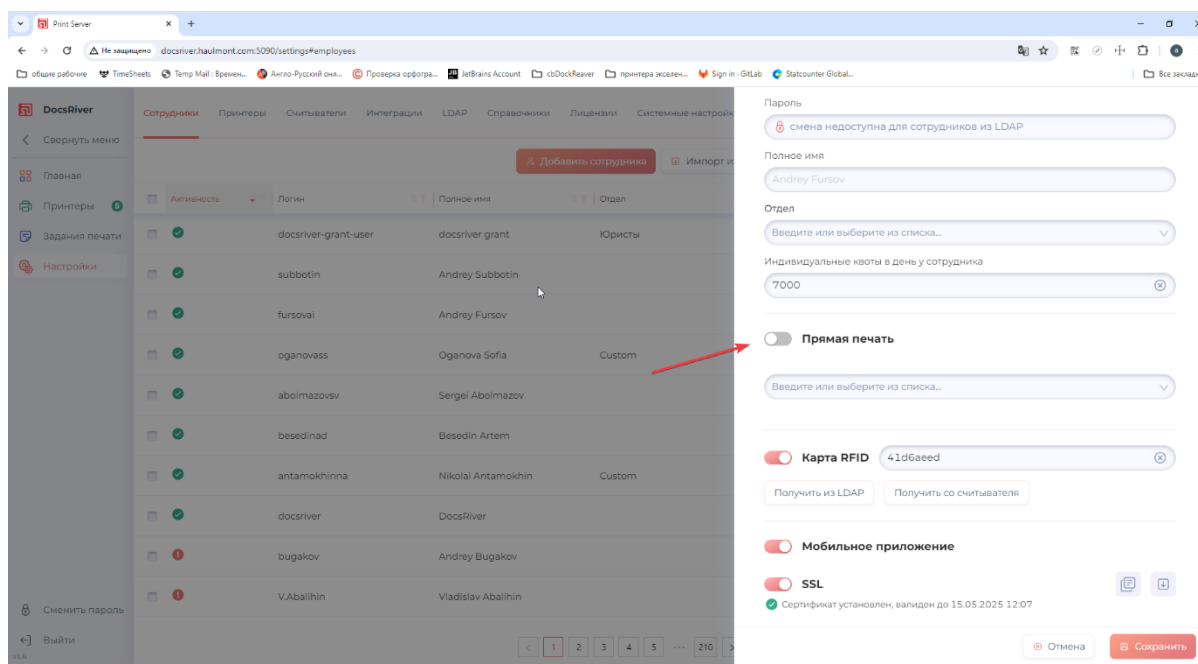 Print Server
Не защищено docsriver.haulmont.com:5090/settings#employees
общие рабочие TimeSheets Temp Mail : Времен... Англо-Русский онл... Проверка орфогра... JetBrains Account cbDockReaver принтера экселен... Sign in · GitLab Statcounter Global... Все заклад
DocsRiver
Свернуть меню
Главная
Принтеры
Задания печати
Настройки
Сменить пароль
Выйти
Сотрудники Принтеры Считыватели Интеграции LDAP Справочники Лицензии Системные настройк
Добавить сотрудника Импорт и
Активность Логин Полное имя Отдел
docsriver-grant-user docsriver grant Юристы
subbotin Andrey Subbotin
fursovai Andrey Fursov
oganovass Oganova Sofia Custom
abolmazovsv Sergei Abolmazov
besedinad Besedin Artem
antamokhinna Nikolai Antamokhin Custom
docsriver DocsRiver
bugakov Andrey Bugakov
V.Abalihin Vladislav Abalihin
1 2 3 4 5 ••• 210
Пароль
смена недоступна для сотрудников из LDAP
Полное имя
Andrey Fursov
Отдел
Введите или выберите из списка...
Индивидуальные квоты в день у сотрудника
7000
Прямая печать
Введите или выберите из списка...
Карта RFID 41d6aeed
Получить из LDAP Получить со считывателя
Мобильное приложение
SSL
Сертификат установлен, валиден до 15.05.2025 12:07
Отмена Сохранить